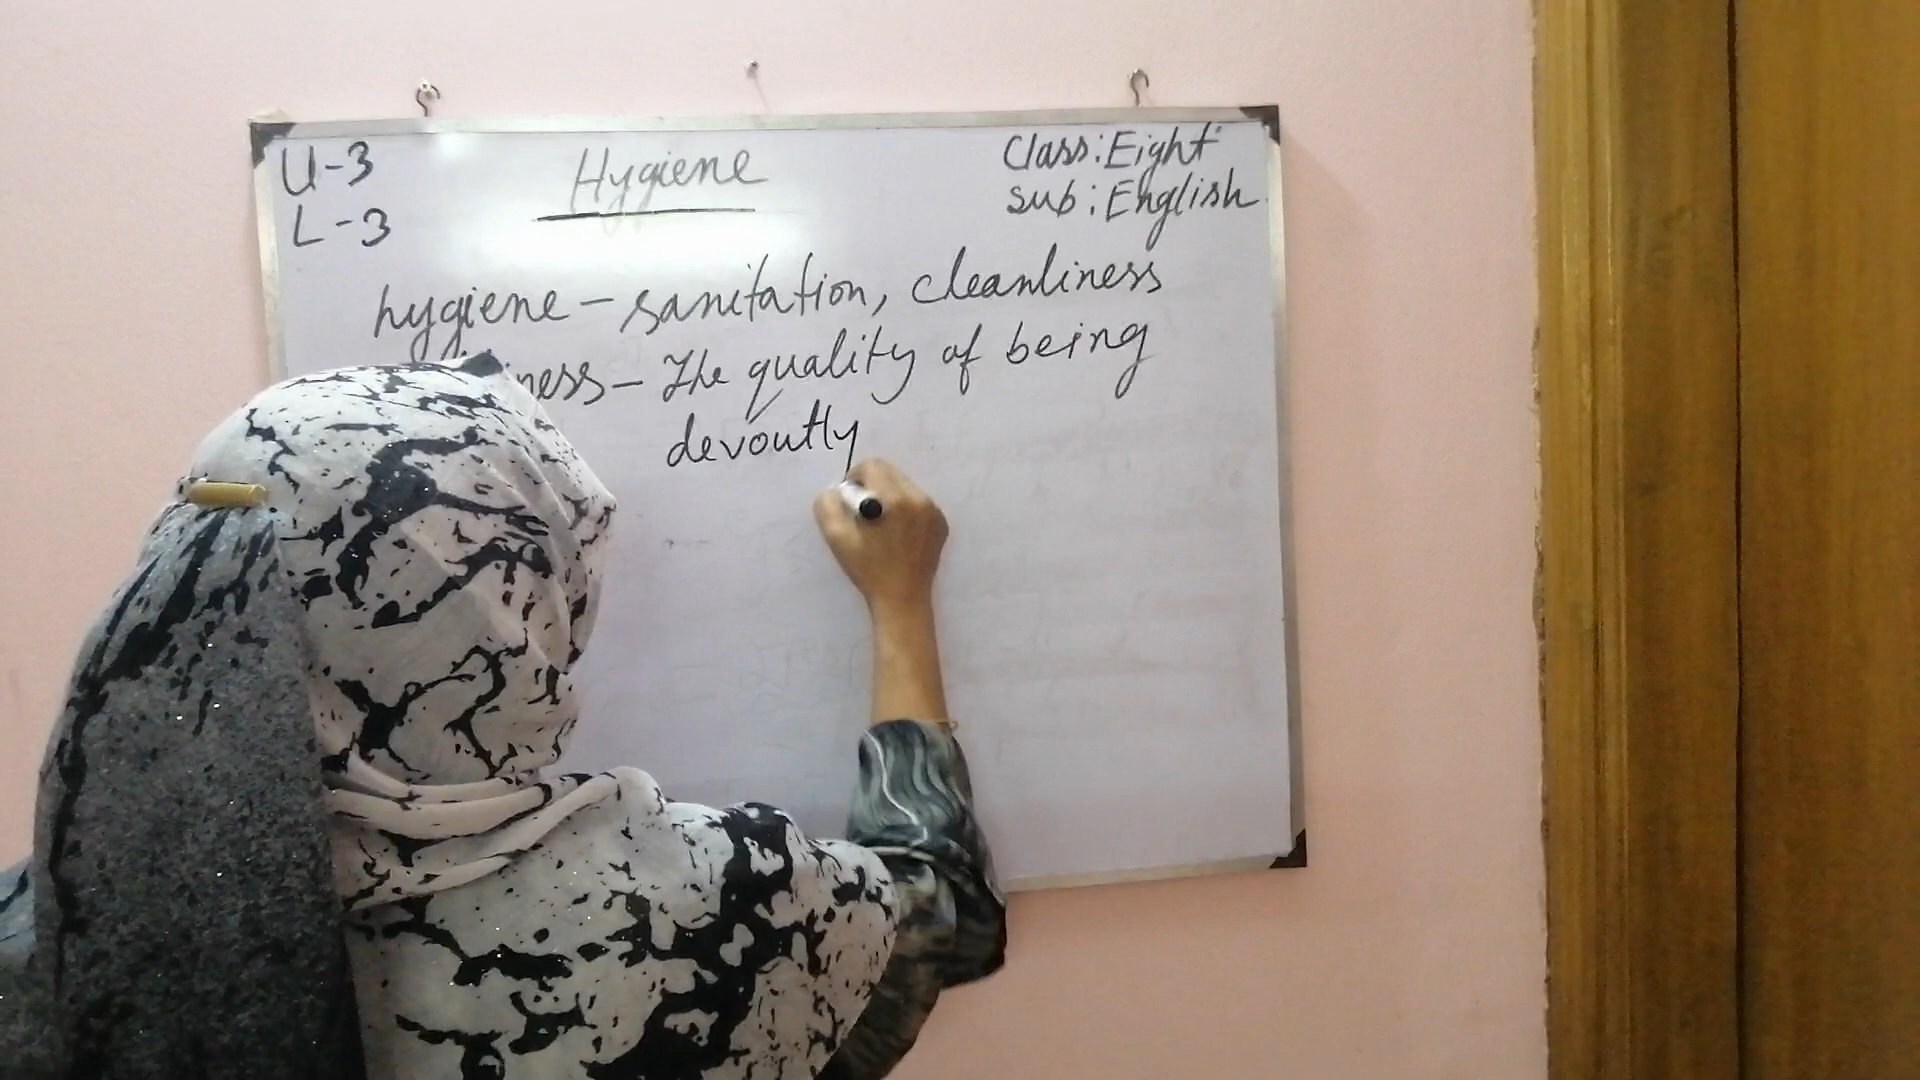 U-3
L-3
Hygiene
Class: Eight
Sub: English
hygiene – sanitation, cleanliness
– The quality of being
devoutly